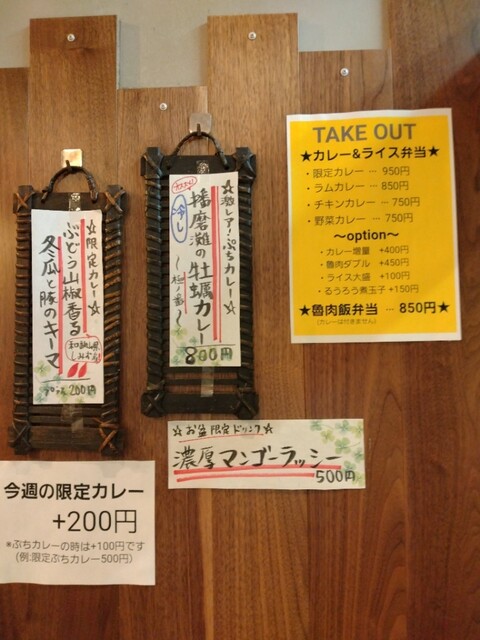 ☆限定カレー☆
ぶどう山椒香る
冬瓜と豚のキーマ
和歌山県
プラス200円
☆激レア!ぷちカレー☆
冷や
播磨灘の牡蠣カレー
800円
TAKE OUT
★カレー&ライス弁当★
・限定カレー … 950円
・ラムカレー … 850円
・チキンカレー … 750円
・野菜カレー … 750円
～option～
・カレー増量 +400円
・魯肉ダブル +450円
・ライス大盛 +100円
・るうろう煮玉子 +150円
★魯肉飯弁当 … 850円★
(カレーは付きません)
☆お盆限定ドリンク☆
濃厚マンゴーラッシー
500円
今週の限定カレー
+200円
*ぷちカレーの時は+100円です
(例:限定ぷちカレー500円)